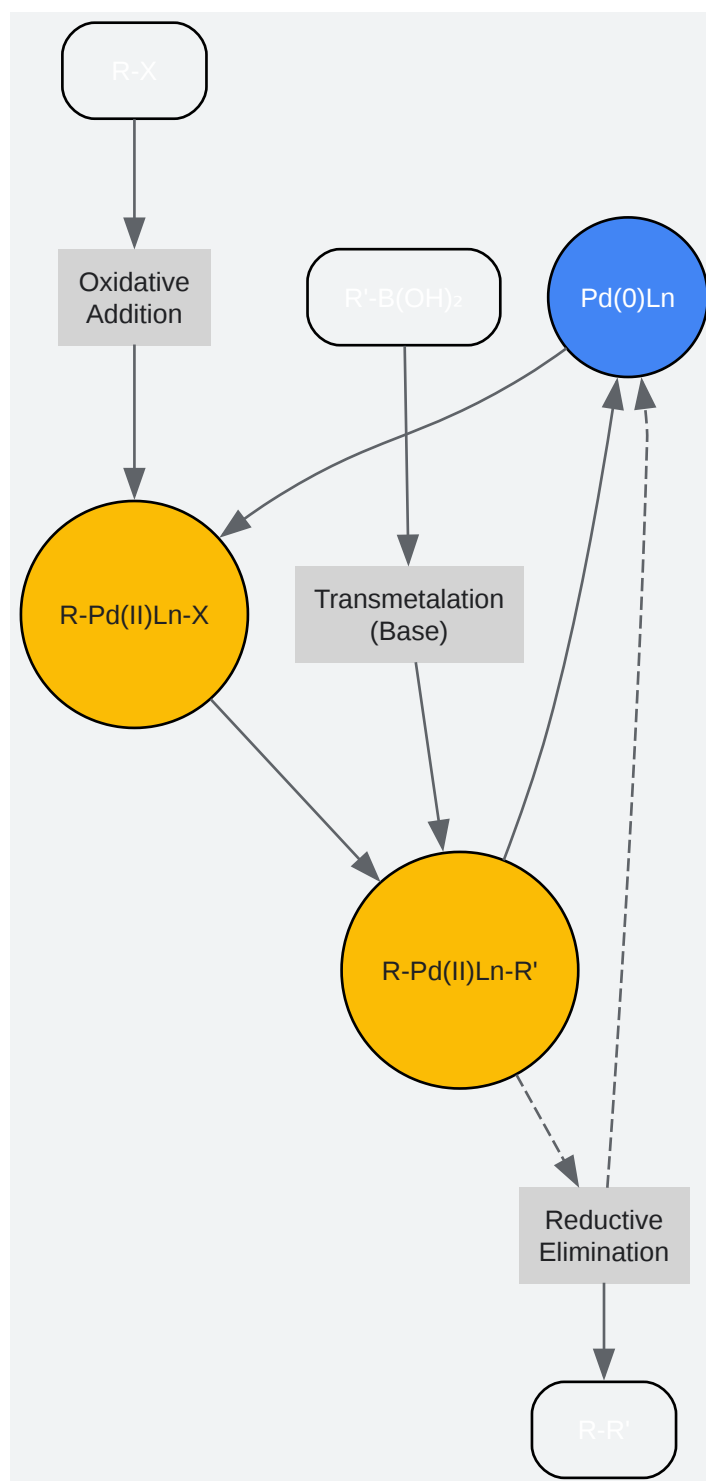 R-X
Oxidative
Addition
R'-B(OH)₂
Pd(0)Ln
R-Pd(II)Ln-X
Transmetalation
(Base)
R-Pd(II)Ln-R'
Reductive
Elimination
R-R'